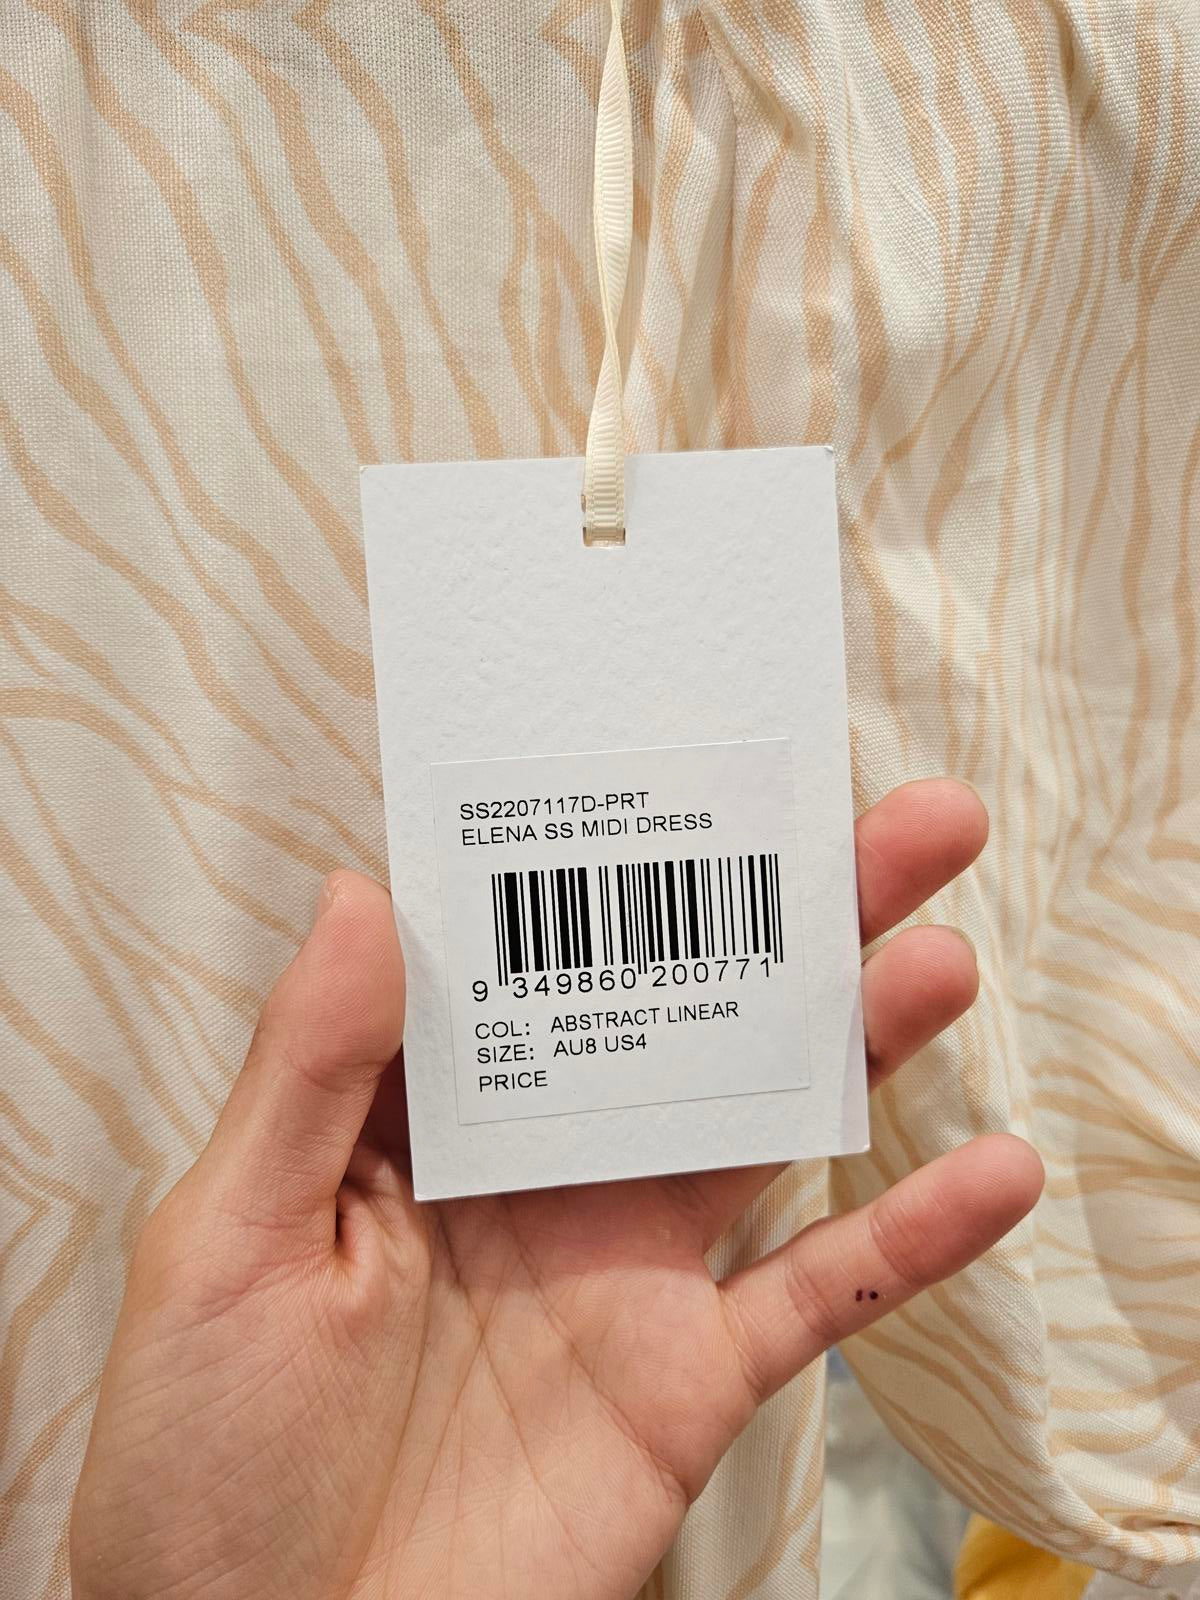 SS2207117D-PRT
ELENA SS MIDI DRESS
9 349860 200771
COL: ABSTRACT LINEAR
SIZE: AU8 US4
PRICE